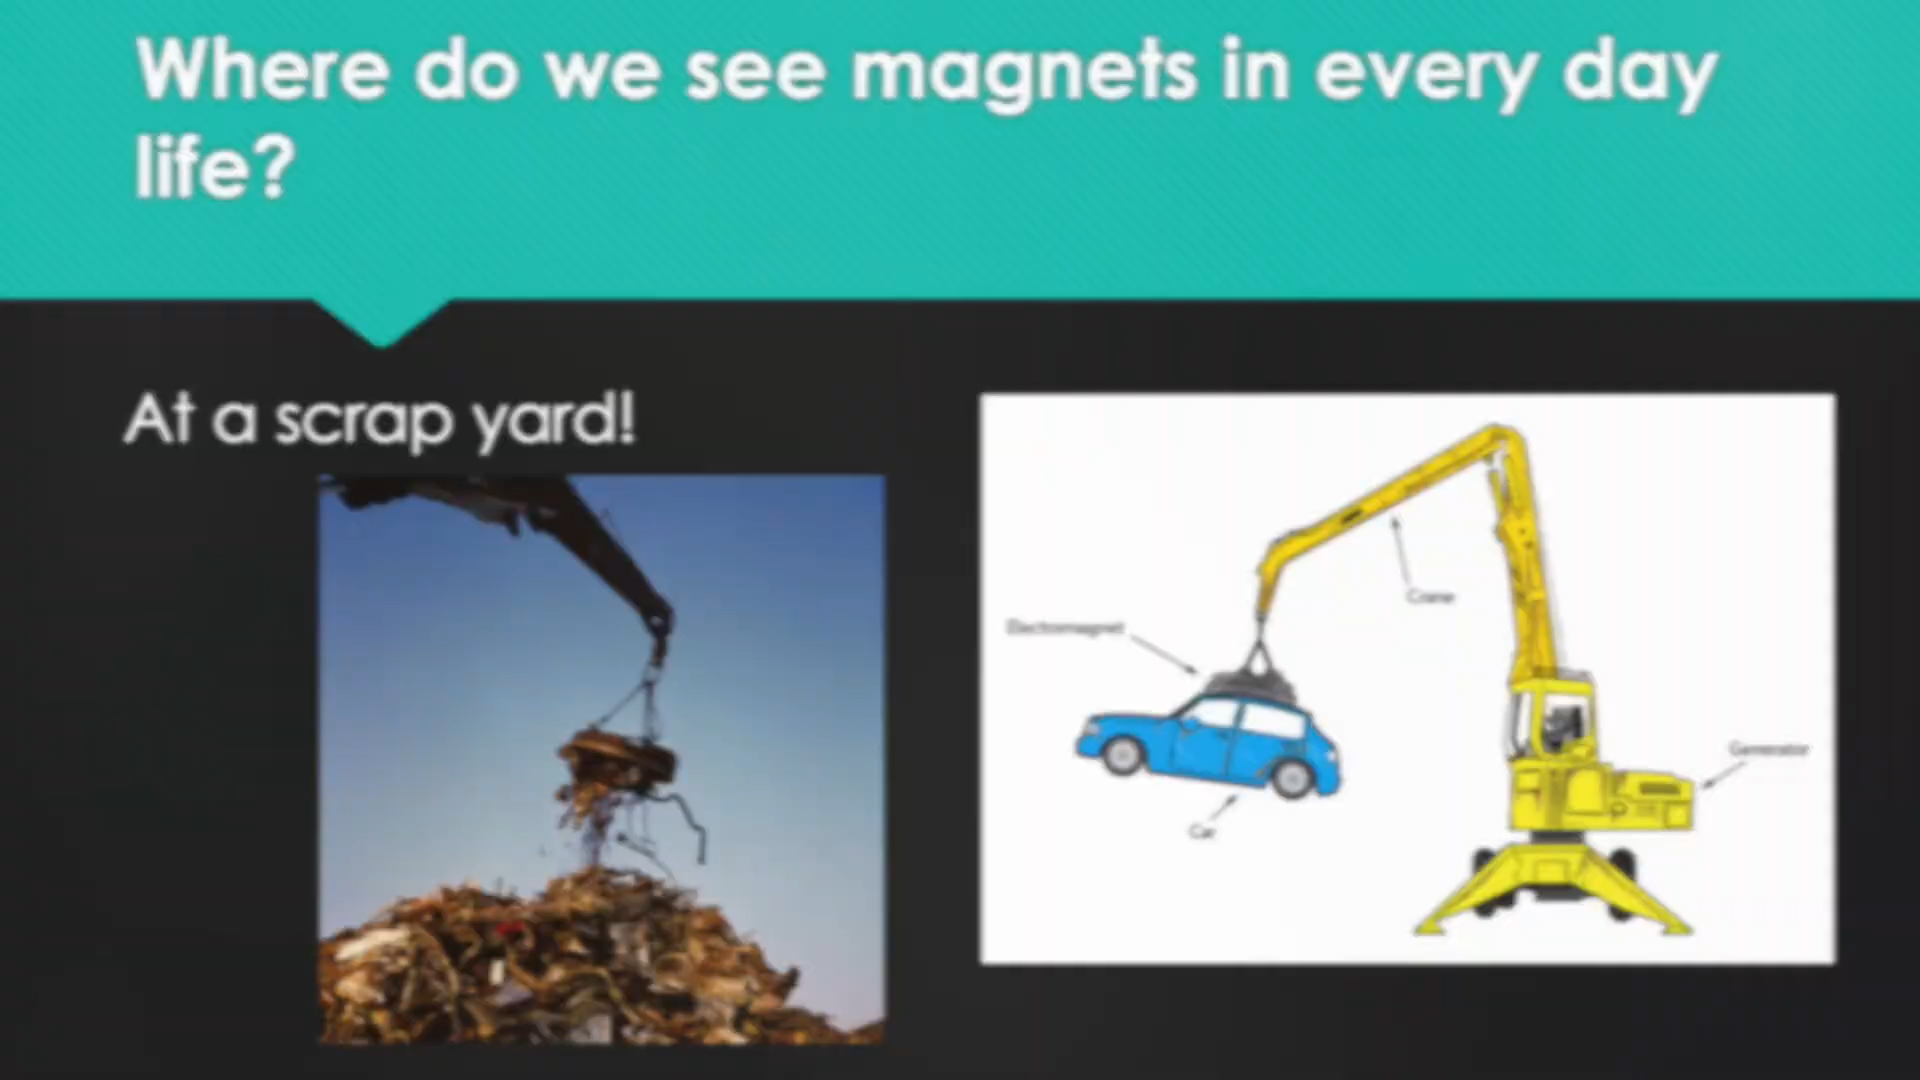 Where do we see magnets in every day
life?
At a scrap yard!
Crane
Electromagnet
Generator
Car